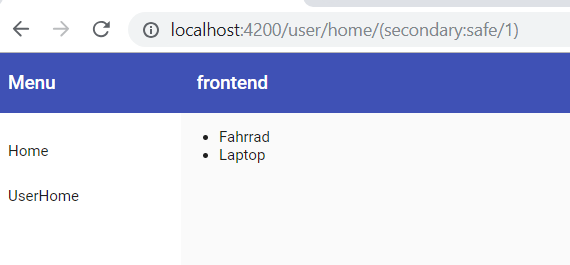 localhost:4200/user/home/(secondary:safe/1)
Menu frontend
Home
UserHome
Fahrrad
Laptop